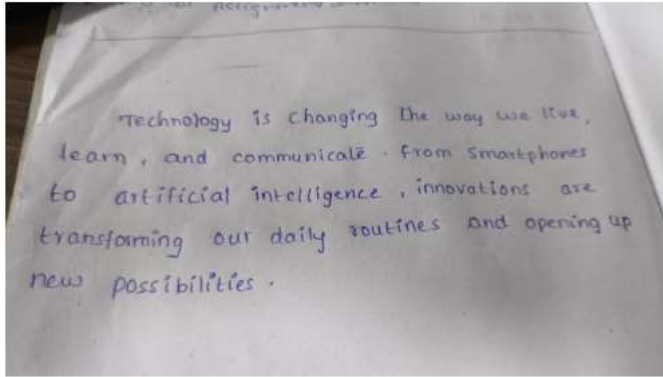 Technology is changing the way we live,
learn, and communicate. From smartphones
to artificial intelligence, innovations are
transforming our daily routines and opening up
new possibilities.